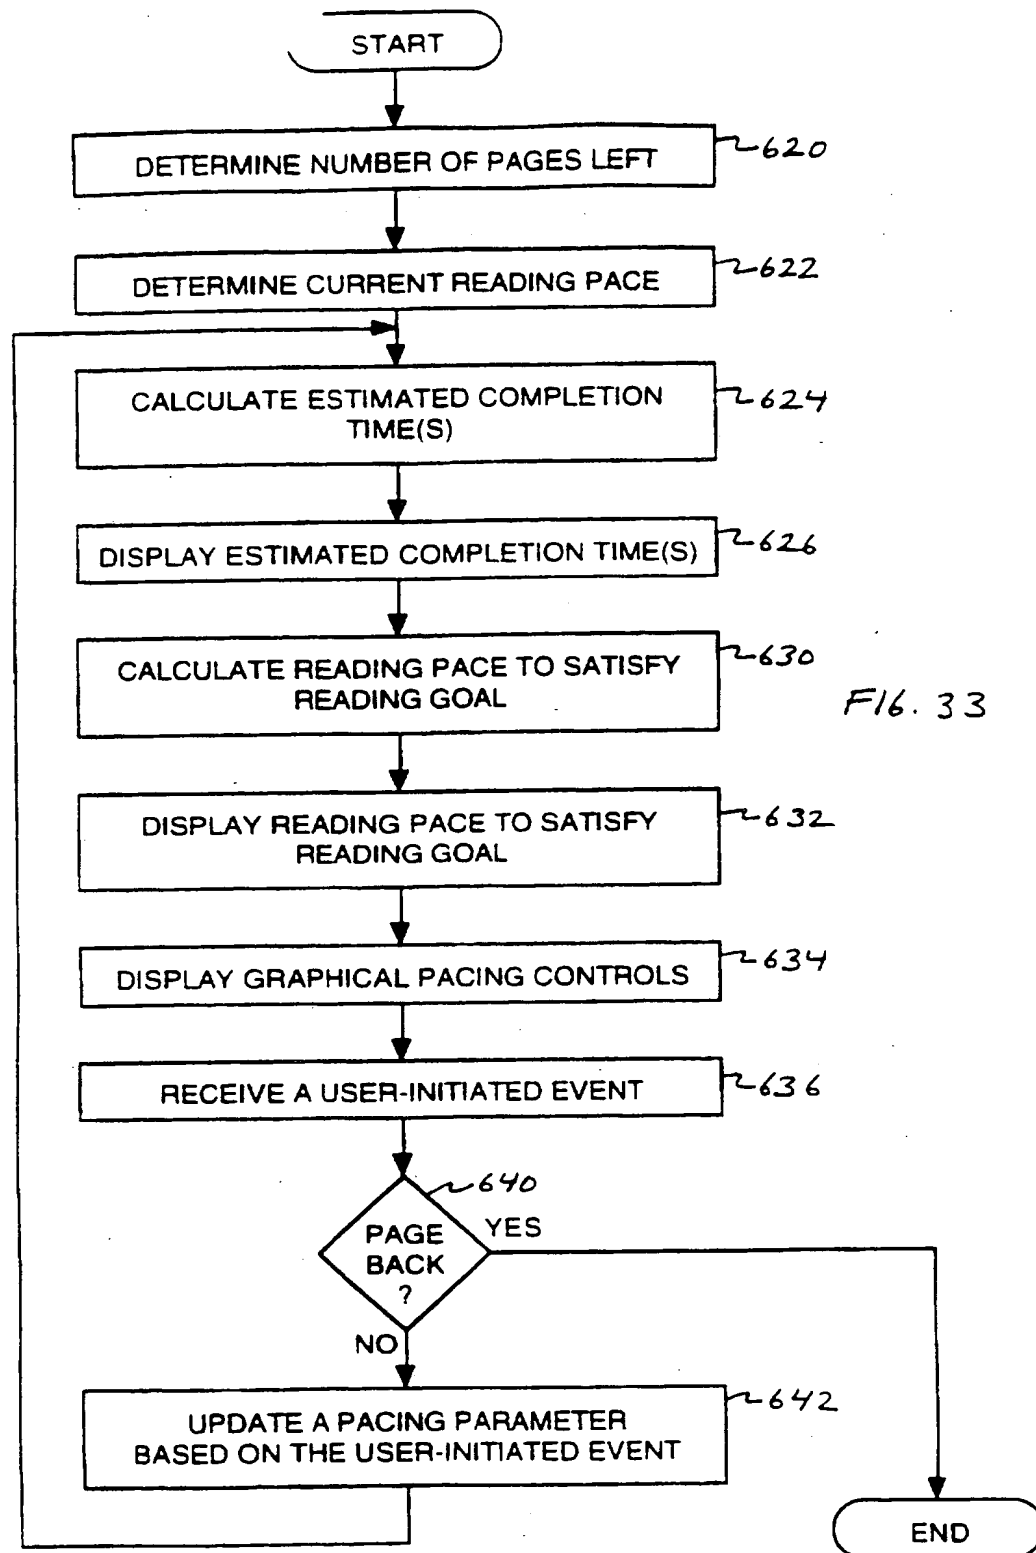 START
DETERMINE NUMBER OF PAGES LEFT
620
DETERMINE CURRENT READING PACE
622
CALCULATE ESTIMATED COMPLETION
TIME(S)
624
DISPLAY ESTIMATED COMPLETION TIME(S)
626
CALCULATE READING PACE TO SATISFY
READING GOAL
630
FIG. 33
DISPLAY READING PACE TO SATISFY
READING GOAL
632
DISPLAY GRAPHICAL PACING CONTROLS
634
RECEIVE A USER-INITIATED EVENT
636
640
PAGE
BACK
?
YES
NO
UPDATE A PACING PARAMETER
BASED ON THE USER-INITIATED EVENT
642
END